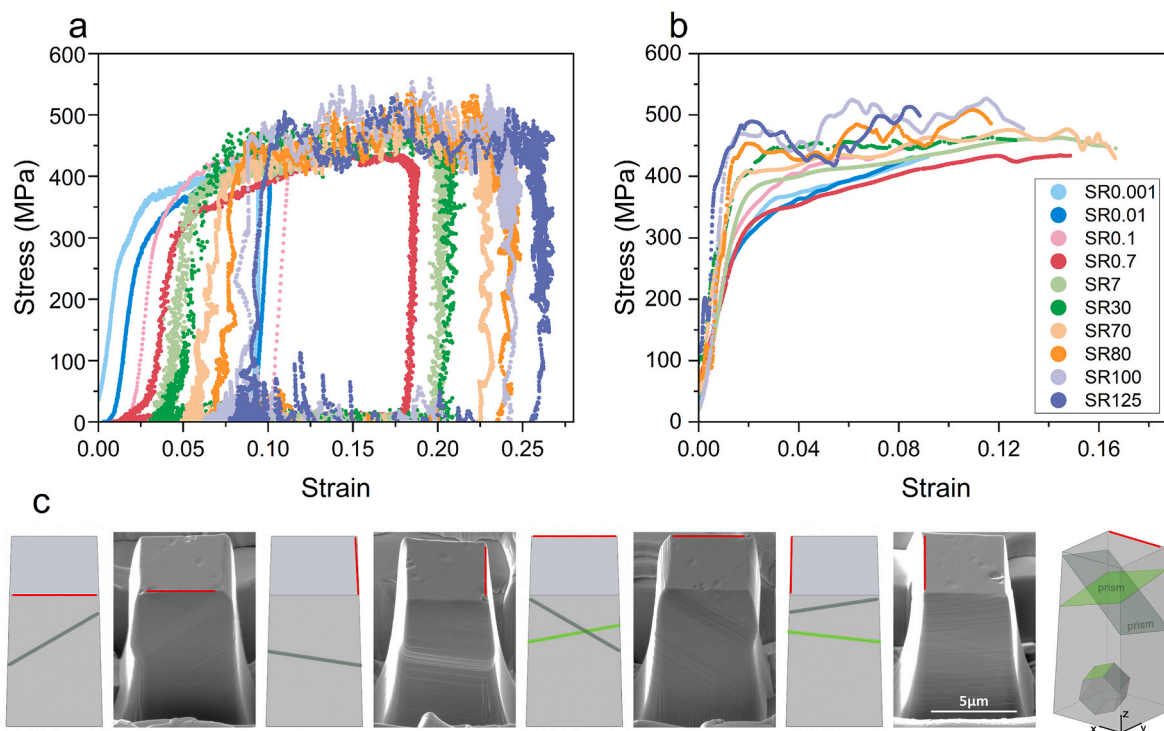 a
600
500
400
300
200
100
0
Stress (MPa)
0.00 0.05 0.10 0.15 0.20 0.25
Strain
b
600
500
400
300
200
100
0
Stress (MPa)
0.00 0.04 0.08 0.12 0.16
Strain
SR0.001
SR0.01
SR0.1
SR0.7
SR7
SR30
SR70
SR80
SR100
SR125
c
5μm
prism
prism
z
x y